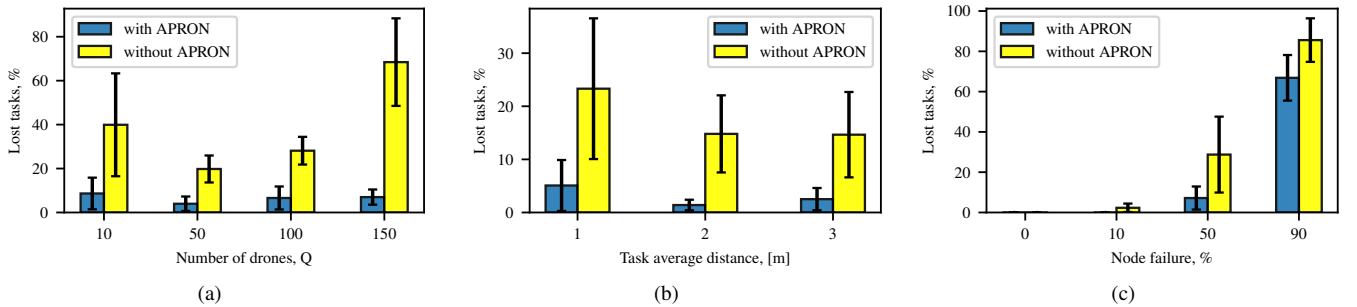 with APRON
without APRON
Lost tasks, %
80
60
40
20
0
10
50
100
150
Number of drones, Q
(a)
with APRON
without APRON
Lost tasks, %
30
20
10
0
1
2
3
Task average distance, [m]
(b)
with APRON
without APRON
Lost tasks, %
100
80
60
40
20
0
0
10
50
90
Node failure, %
(c)